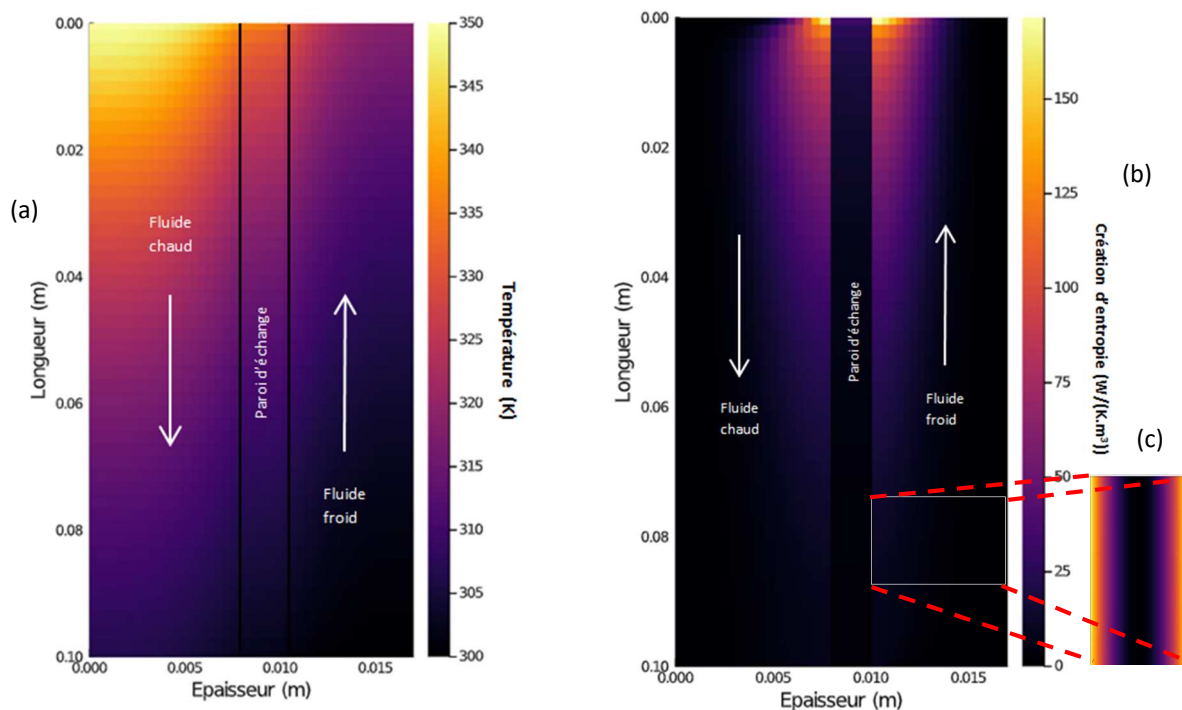 (a)
0.00
0.02
0.04
0.06
0.08
0.10
Longueur (m)
0.000
0.005
0.010
0.015
Epaisseur (m)
Fluide
chaud
Paroi d'échange
Fluide
froid
350
340
330
320
315
310
305
300
Température (K)
(b)
0.00
0.02
0.04
0.06
0.08
0.10
Longueur (m)
0.000
0.005
0.010
0.015
Epaisseur (m)
Fluide
chaud
Paroi d'échange
Fluide
froid
150
125
100
75
50
25
0
Création d'entropie (W/(K.m³))
(c)